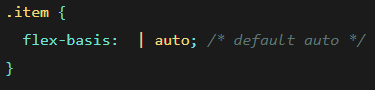 .item {
flex-basis:  | auto; /* default auto */
}